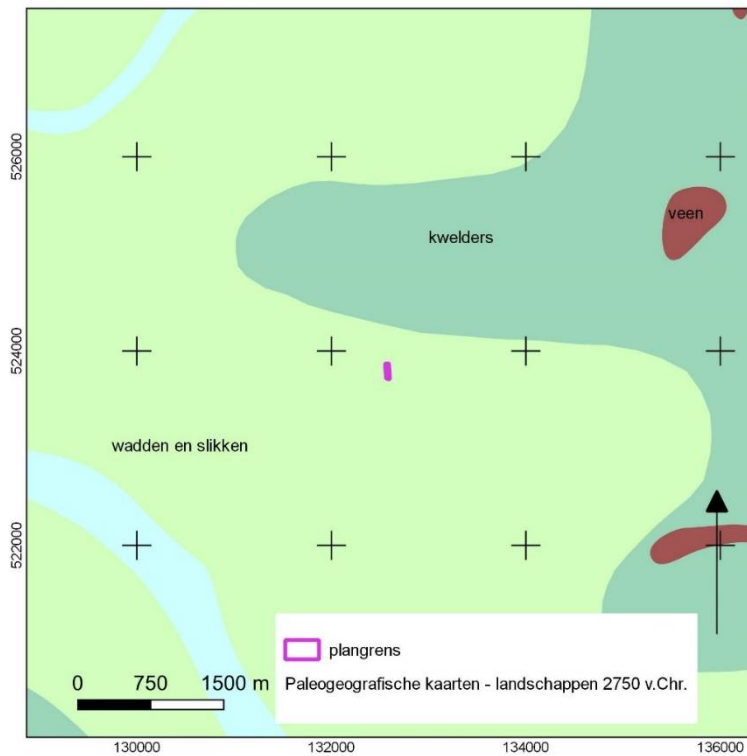 526000
veen
kwelders
524000
wadden en slikken
522000
plangrens
0 750 1500 m
Paleogeografische kaarten - landschappen 2750 v.Chr.
130000 132000 134000 136000